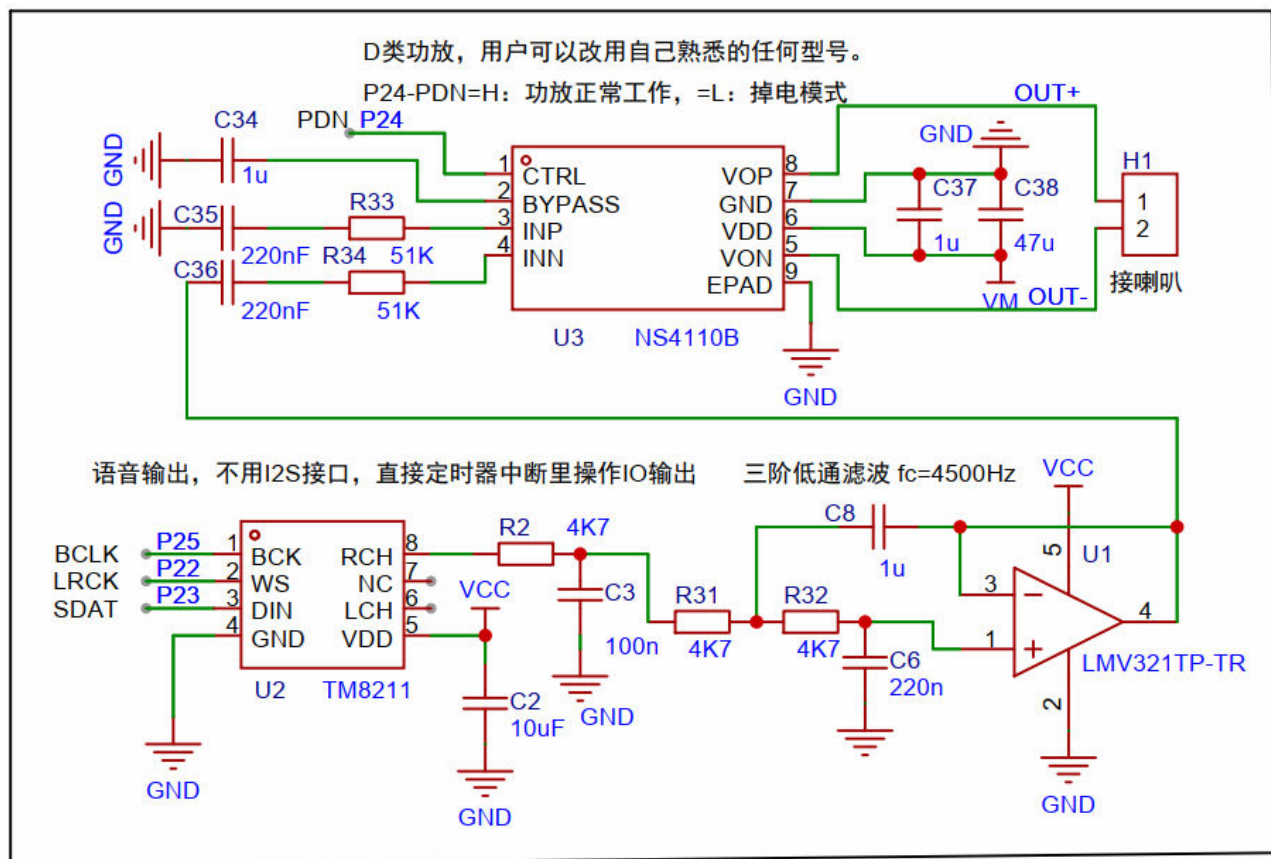 D类功放，用户可以改用自己熟悉的任何型号。
P24-PDN=H：功放正常工作，=L：掉电模式
OUT+
C34
PDN P24
GND
GND
1u
1
CTRL
VOP
8
C37
C38
H1
2
BYPASS
GND
7
1
GND
C35
R33
3
INP
VDD
6
2
220nF
R34
51K
4
INN
VON
5
1u
47u
C36
EPAD
9
220nF
51K
VM
OUT-
接喇叭
U3
NS4110B
GND
语音输出，不用I2S接口，直接定时器中断里操作IO输出
三阶低通滤波 fc=4500Hz
VCC
C8
R2
4K7
BCLK
P25
1
BCK
RCH
8
1u
5
U1
LRCK
P22
2
WS
NC
7
VCC
C3
R31
R32
3
SDAT
P23
3
DIN
LCH
6
4
4
GND
VDD
5
100n
4K7
4K7
1
C6
LMV321TP-TR
U2
TM8211
C2
220n
10uF
GND
2
GND
GND
GND